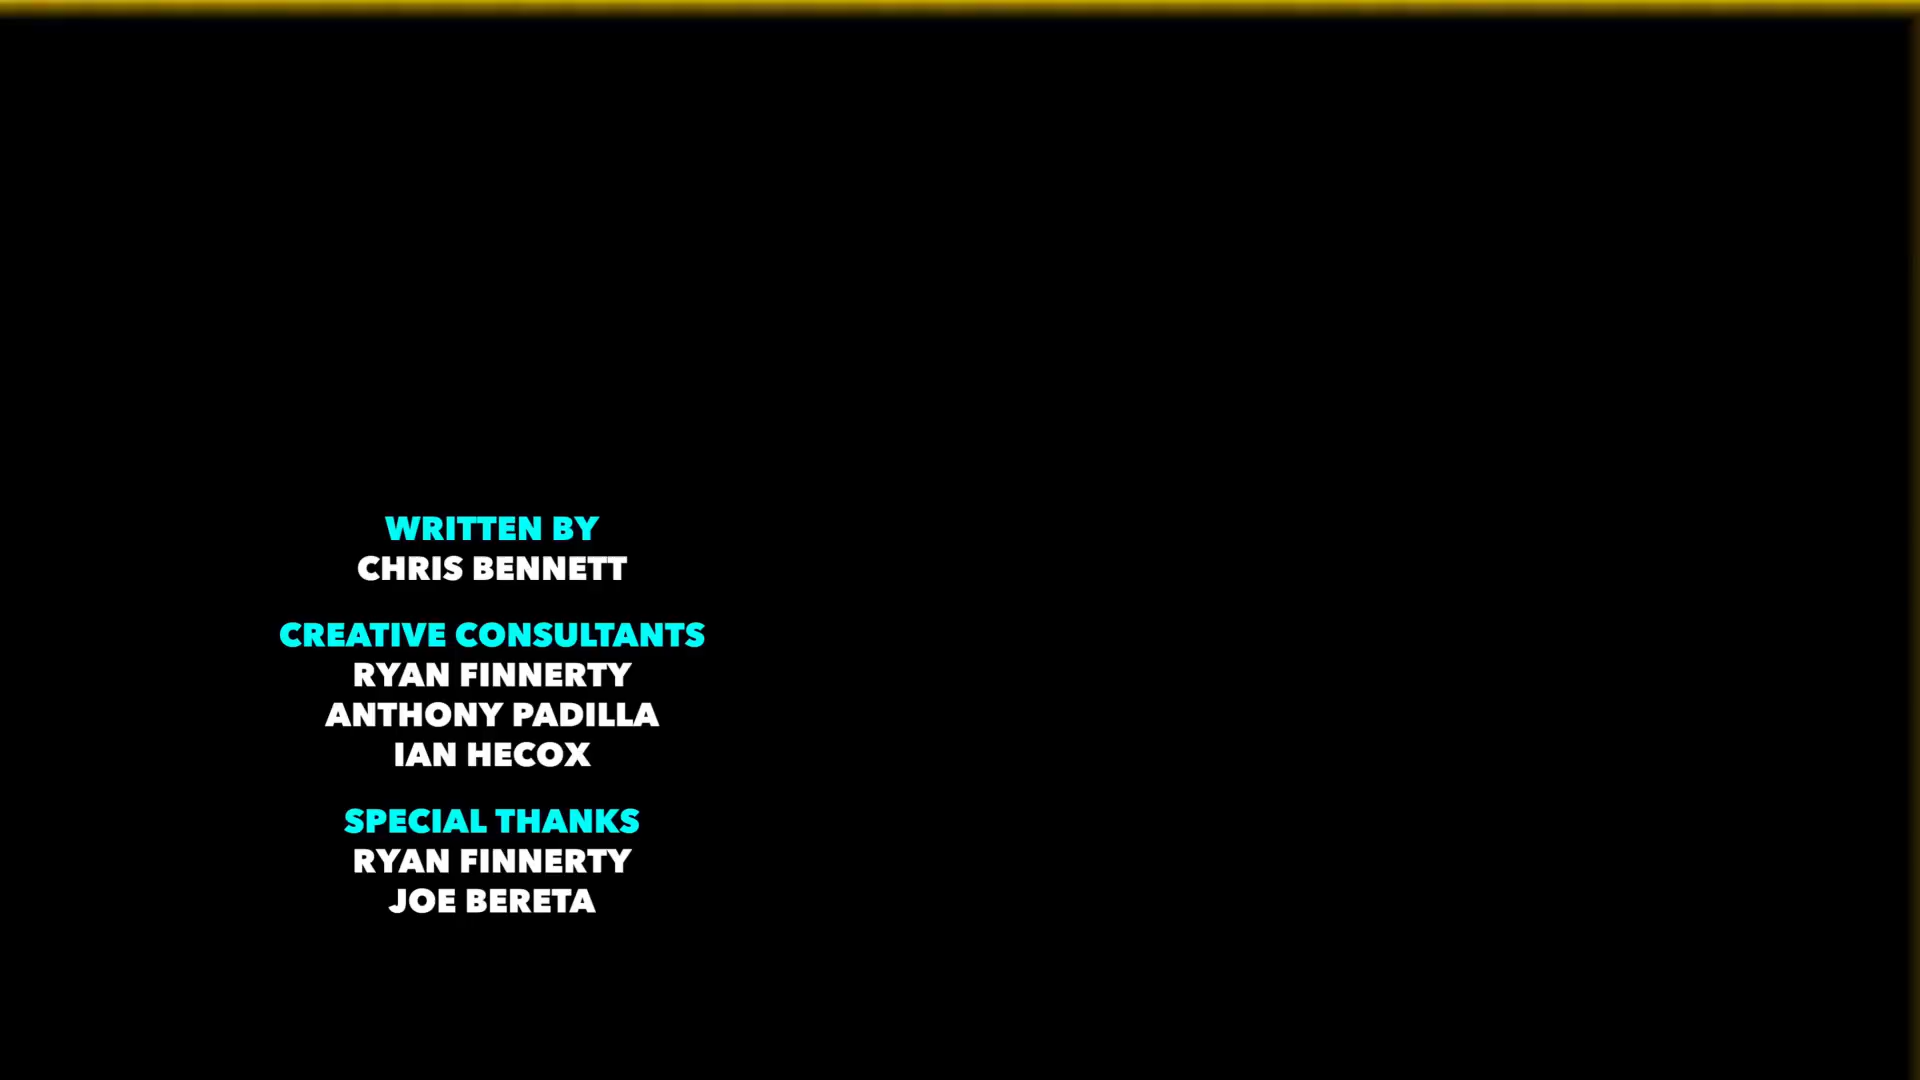 WRITTEN BY
CHRIS BENNETT
CREATIVE CONSULTANTS
RYAN FINNERTY
ANTHONY PADILLA
IAN HECOX
SPECIAL THANKS
RYAN FINNERTY
JOE BERETA